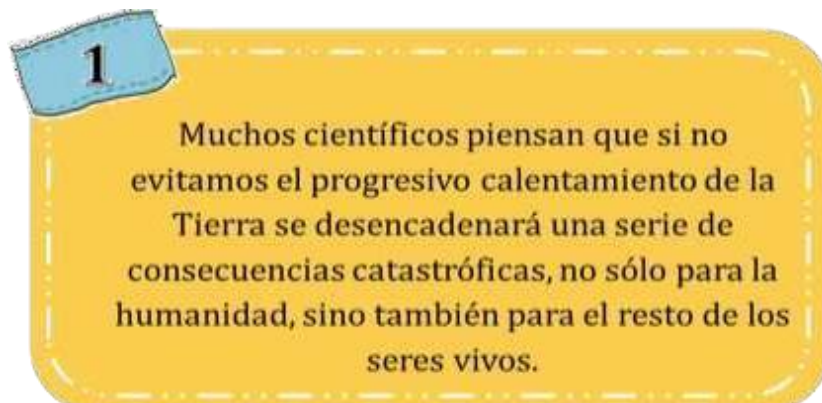 1
Muchos científicos piensan que si no
evitamos el progresivo calentamiento de la
Tierra se desencadenará una serie de
consecuencias catastróficas, no sólo para la
humanidad, sino también para el resto de los
seres vivos.